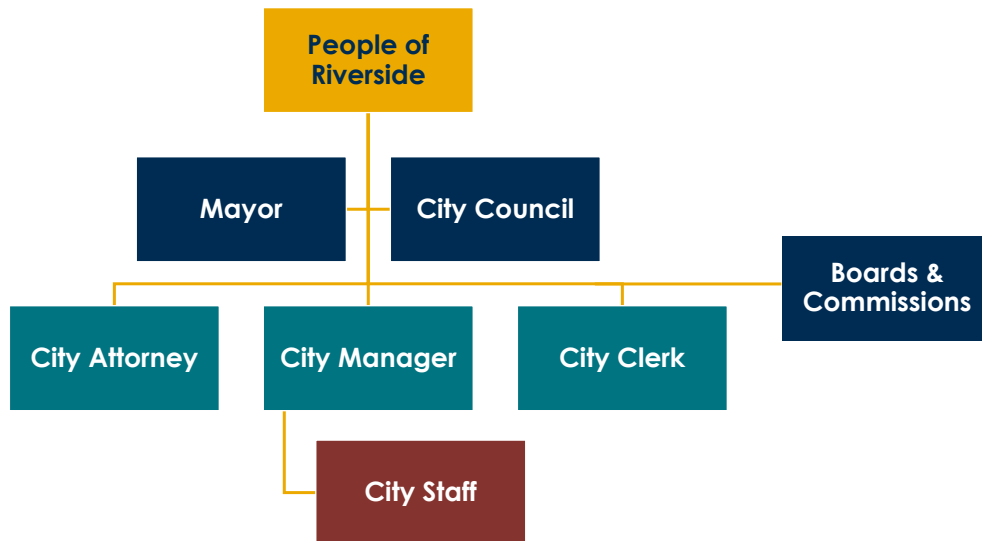 People of
Riverside
Mayor
City Council
Boards &
Commissions
City Attorney
City Manager
City Clerk
City Staff